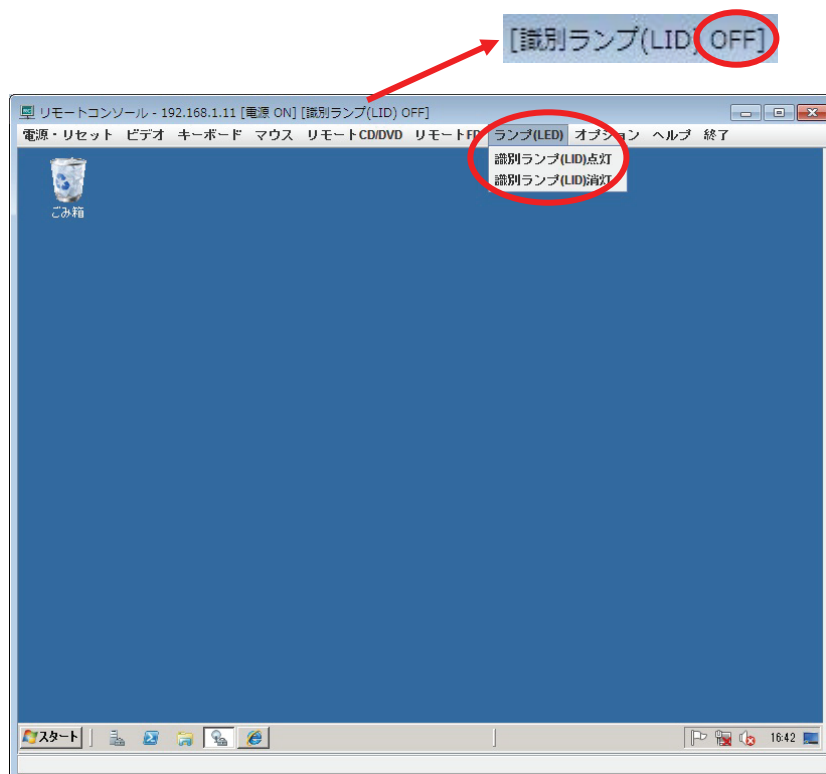 [識別ランプ(LID) OFF]
リモートコンソール - 192.168.1.11 [電源 ON] [識別ランプ(LID) OFF]
電源・リセット ビデオ キーボード マウス リモートCD/DVD リモートFD ランプ(LED) オプション ヘルプ 終了
識別ランプ(LID)点灯
識別ランプ(LID)消灯
ごみ箱
スタート
16:42